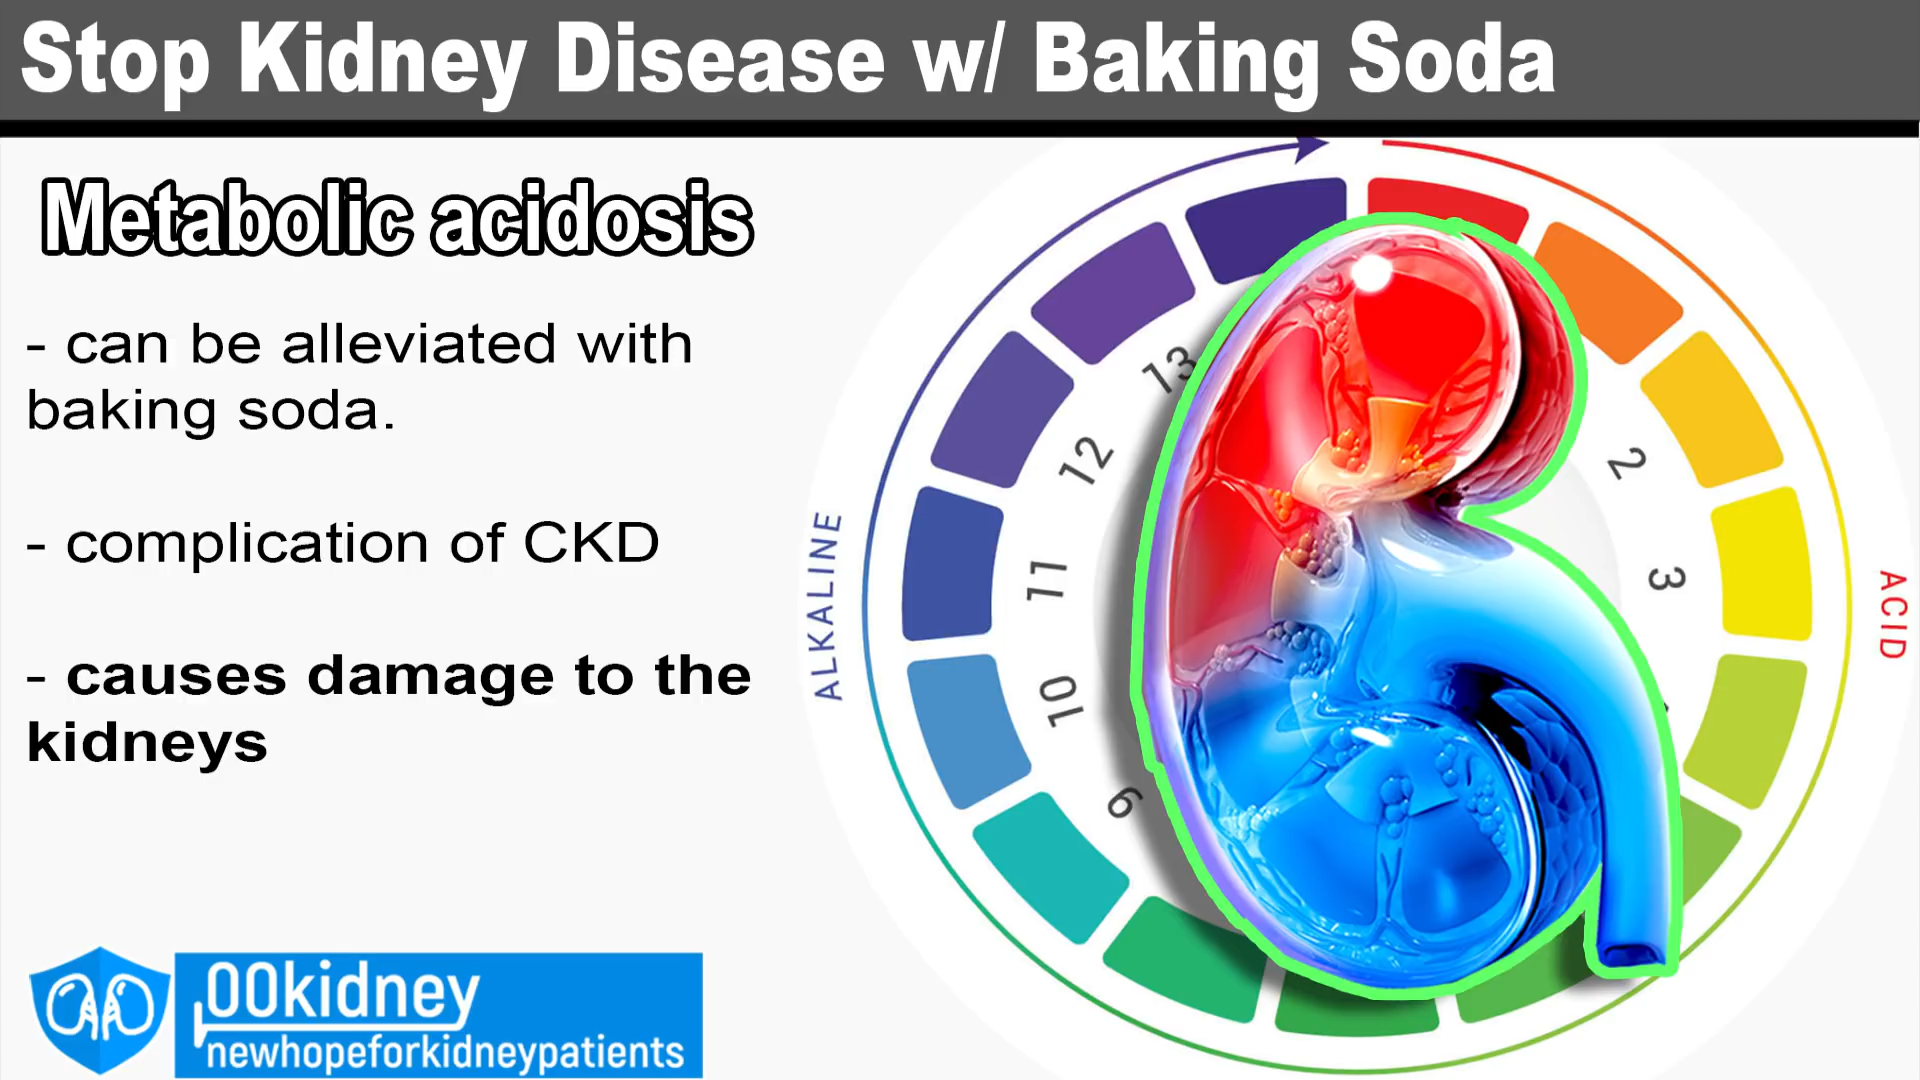 Stop Kidney Disease w/ Baking Soda
Metabolic acidosis
- can be alleviated with
baking soda.
- complication of CKD
- causes damage to the
kidneys
13
12
11
10
9
2
3
ALKALINE
ACID
100kidney
newhopeforkidneypatients